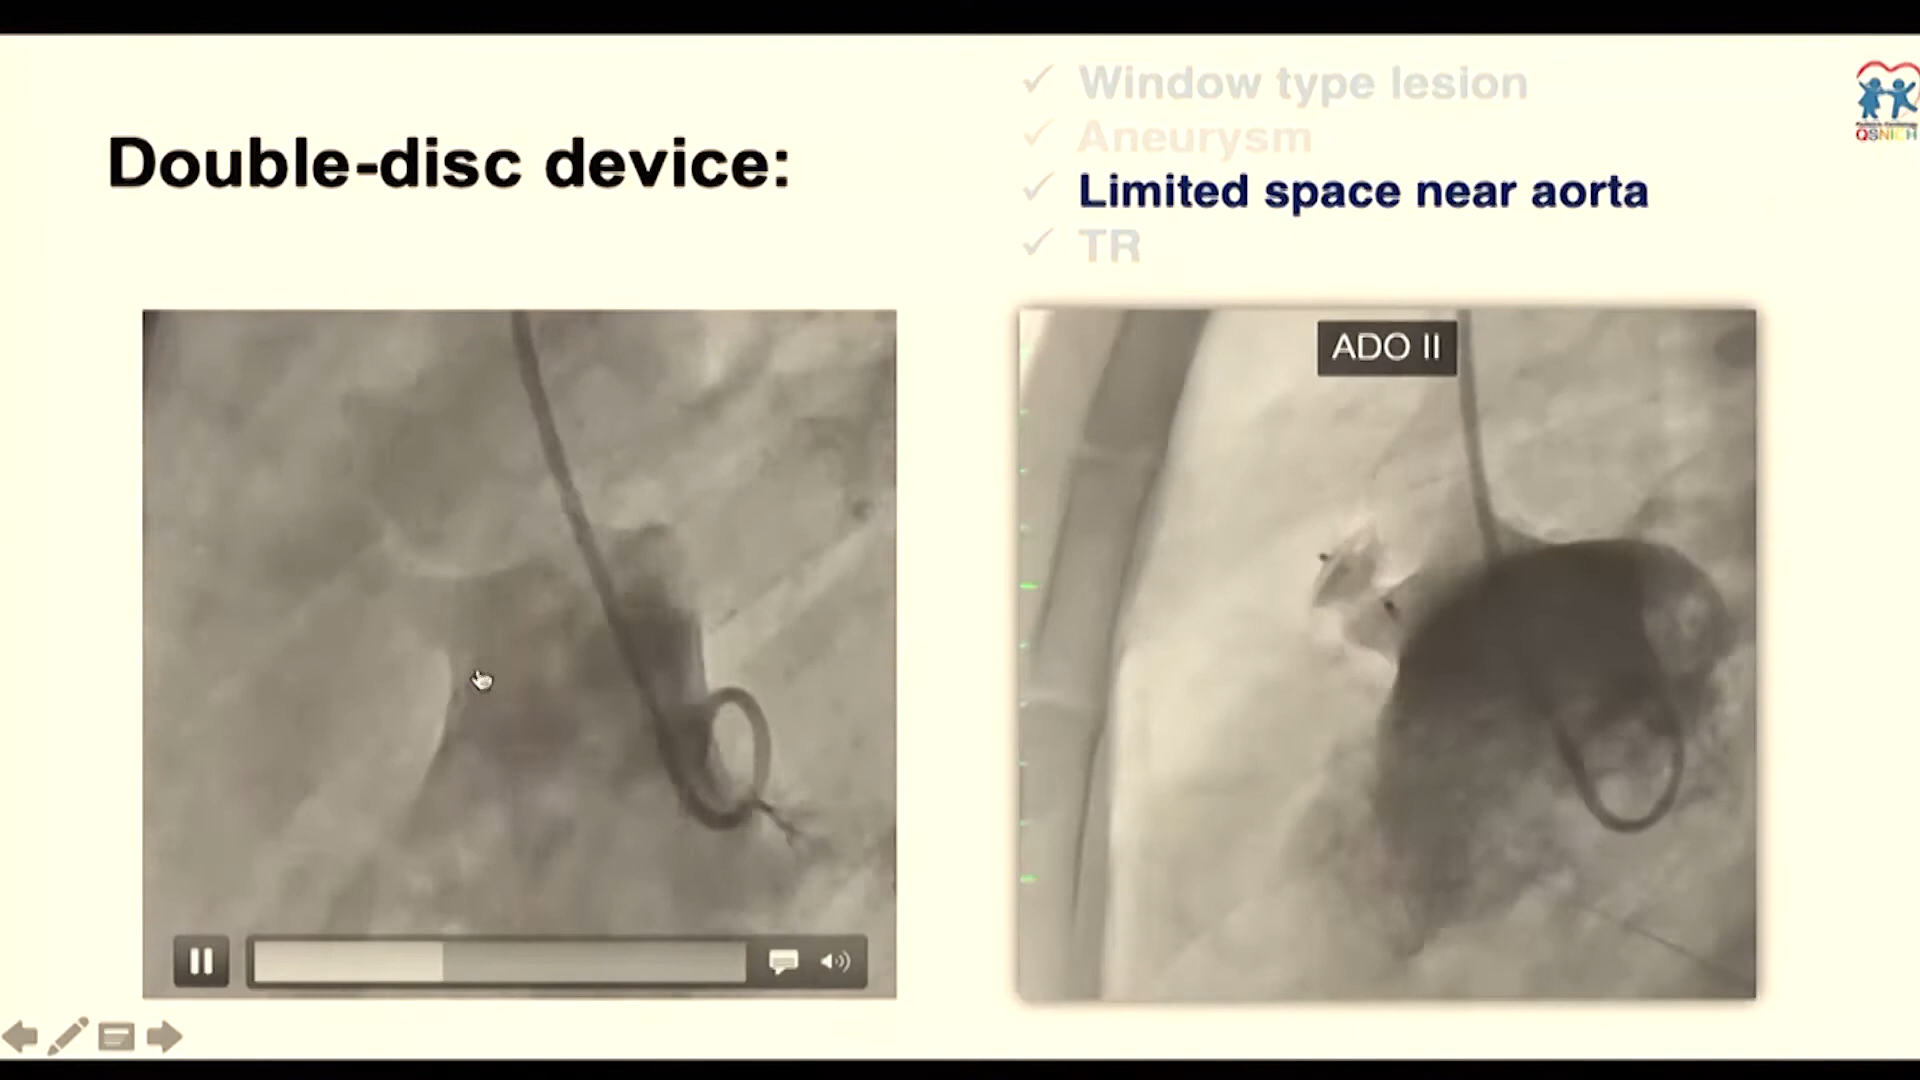 Window type lesion
Aneurysm
Double-disc device:
Limited space near aorta
TR
QSNICH
ADO II